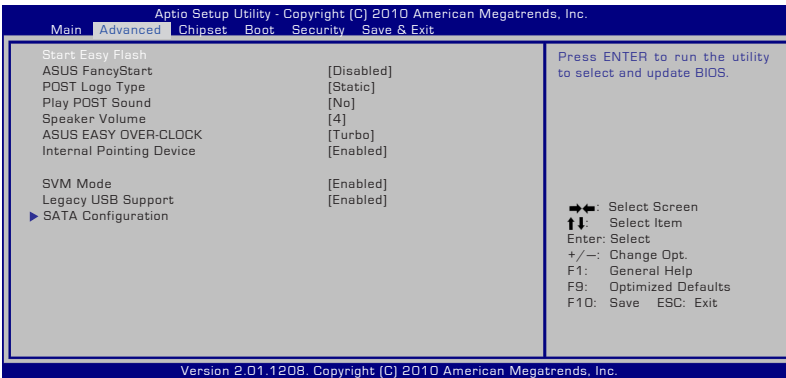 Aptio Setup Utility - Copyright (C) 2010 American Megatrends, Inc.
Main Advanced Chipset Boot Security Save & Exit
Start Easy Flash
ASUS FancyStart [Disabled]
POST Logo Type [Static]
Play POST Sound [No]
Speaker Volume [4]
ASUS EASY OVER-CLOCK [Turbo]
Internal Pointing Device [Enabled]
SVM Mode [Enabled]
Legacy USB Support [Enabled]
SATA Configuration
Press ENTER to run the utility
to select and update BIOS.
→←: Select Screen
↑↓: Select Item
Enter: Select
+/—: Change Opt.
F1: General Help
F9: Optimized Defaults
F10: Save ESC: Exit
Version 2.01.1208. Copyright (C) 2010 American Megatrends, Inc.